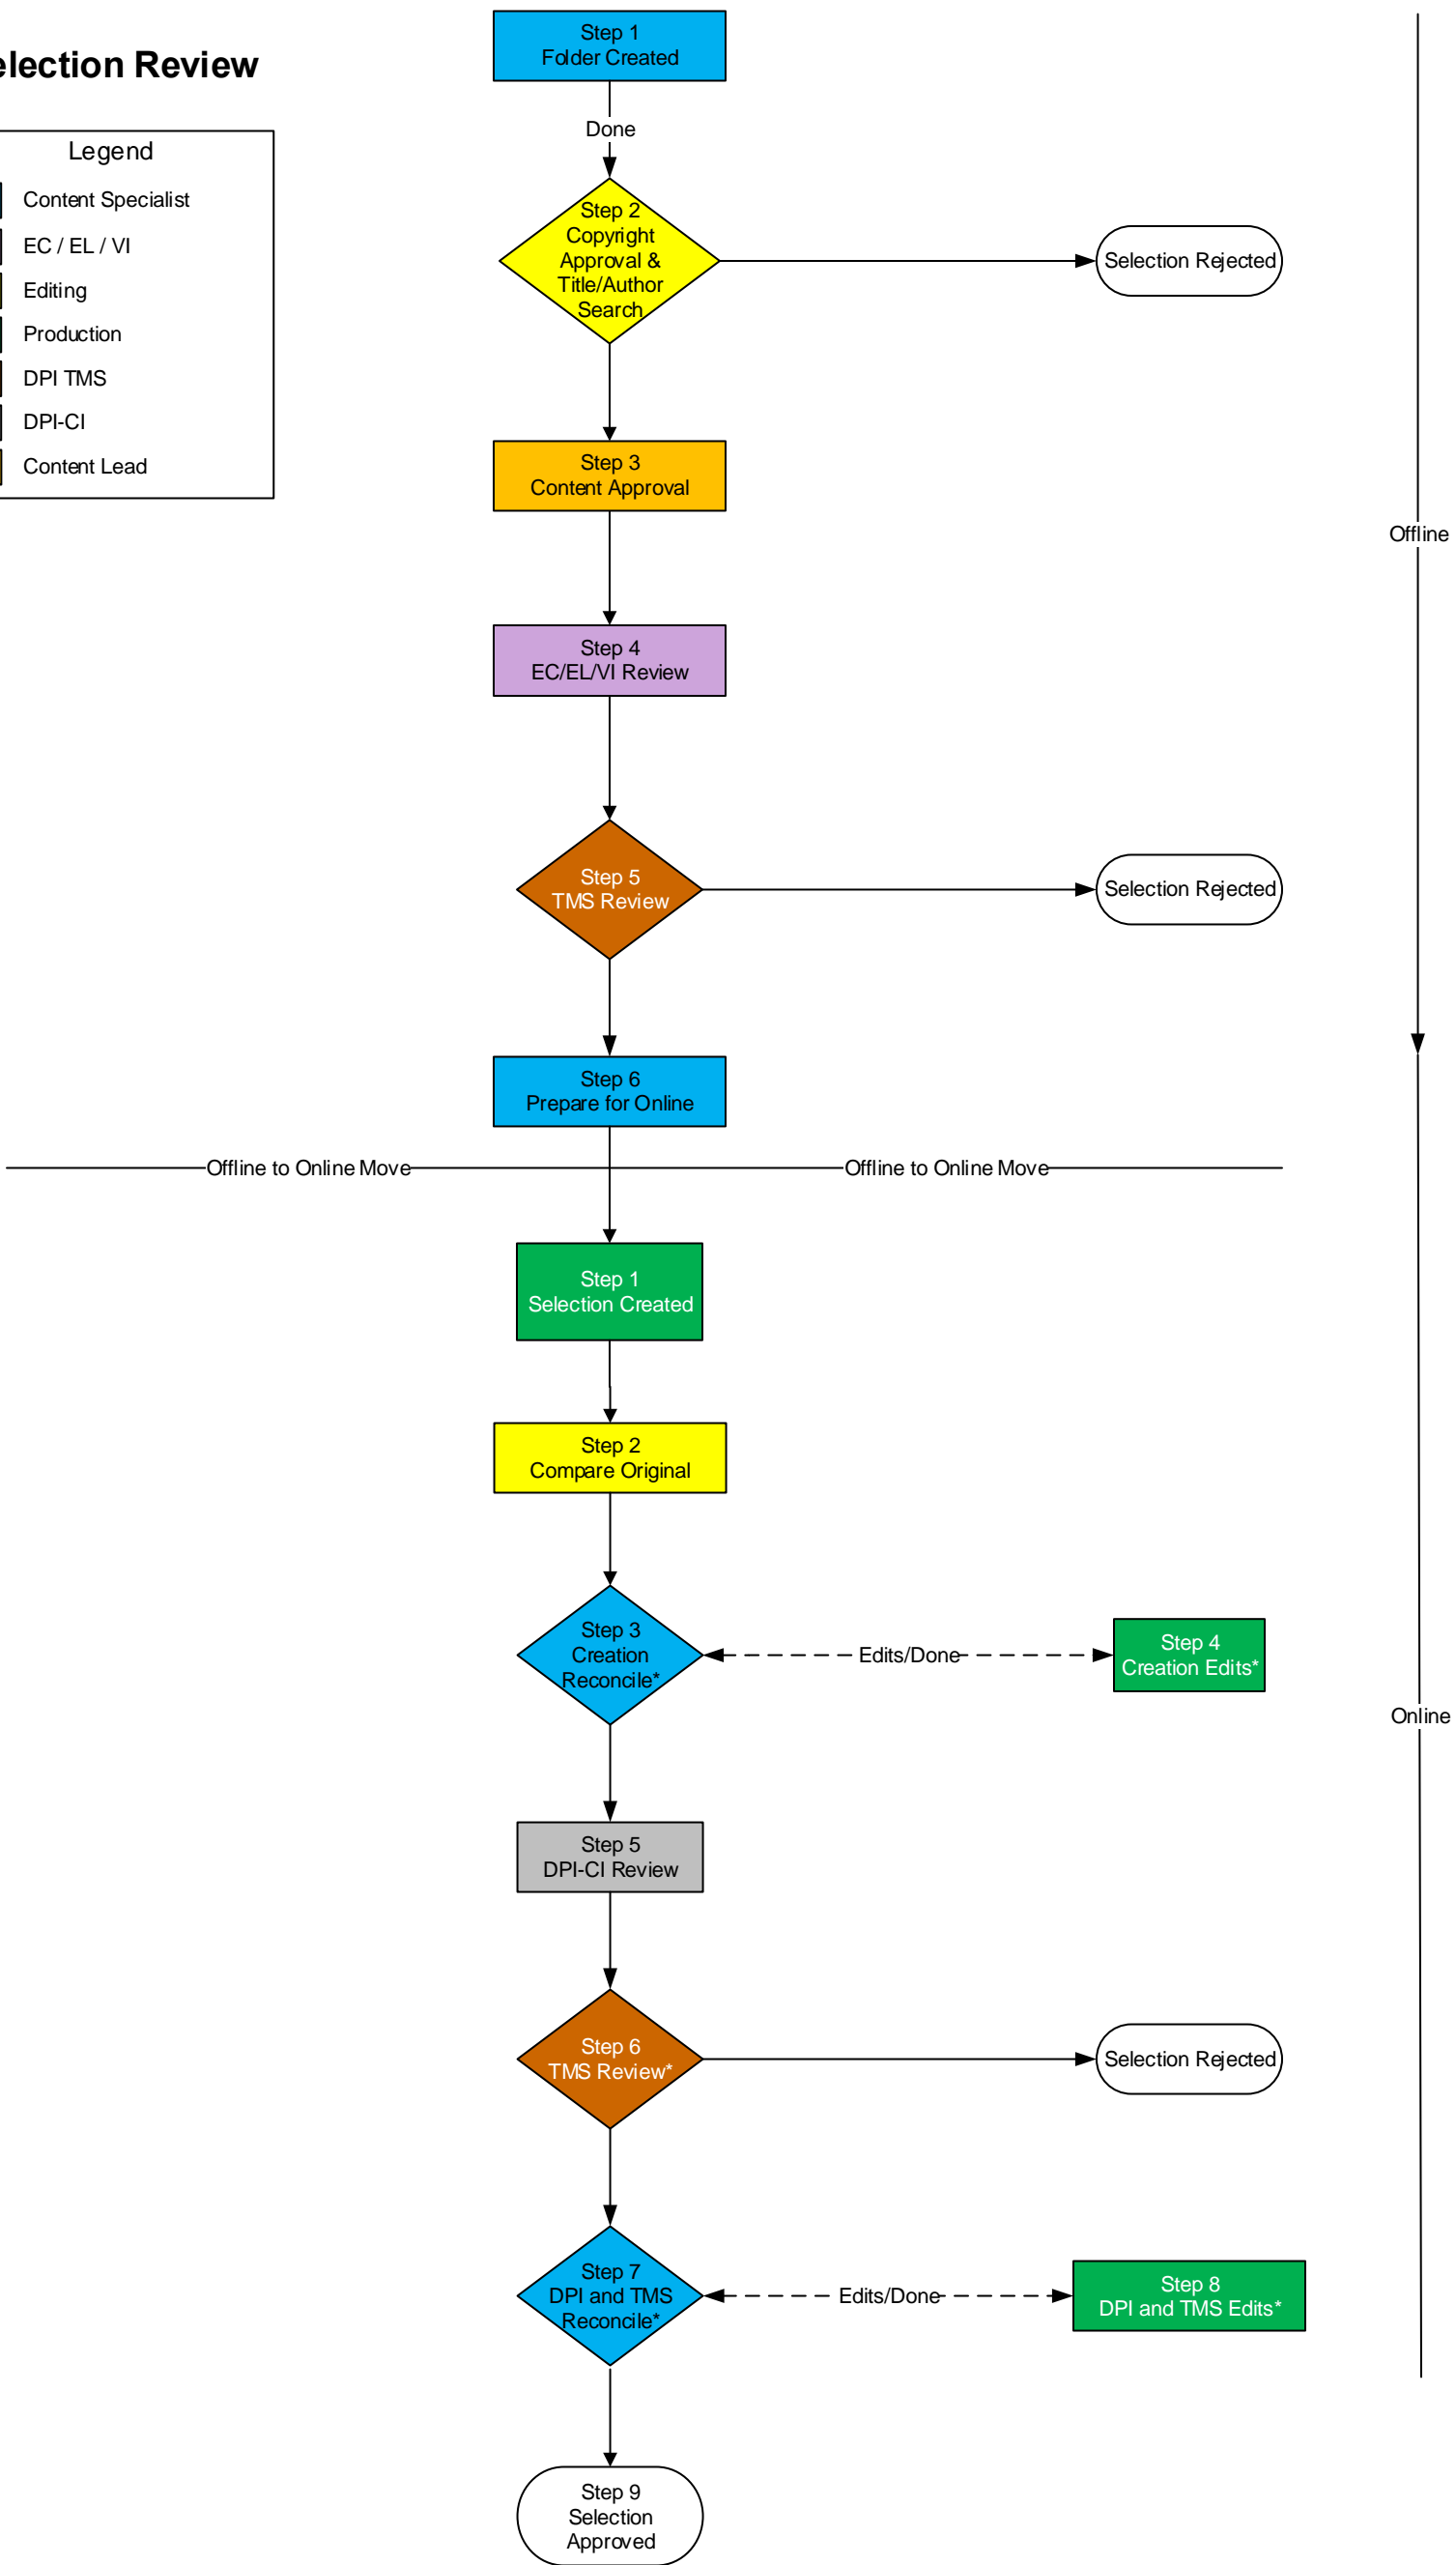 election Review
Legend
Content Specialist
EC / EL / VI
Editing
Production
DPI TMS
DPI-CI
Content Lead
Step 1
Folder Created
Done
Step 2
Copyright
Approval &
Title/Author
Search
Selection Rejected
Step 3
Content Approval
Offline
Step 4
EC/EL/VI Review
Step 5
TMS Review
Selection Rejected
Step 6
Prepare for Online
Offline to Online Move
Offline to Online Move
Step 1
Selection Created
Step 2
Compare Original
Step 3
Creation
Reconcile*
Edits/Done
Step 4
Creation Edits*
Online
Step 5
DPI-CI Review
Step 6
TMS Review*
Selection Rejected
Step 7
DPI and TMS
Reconcile*
Edits/Done
Step 8
DPI and TMS Edits*
Step 9
Selection
Approved